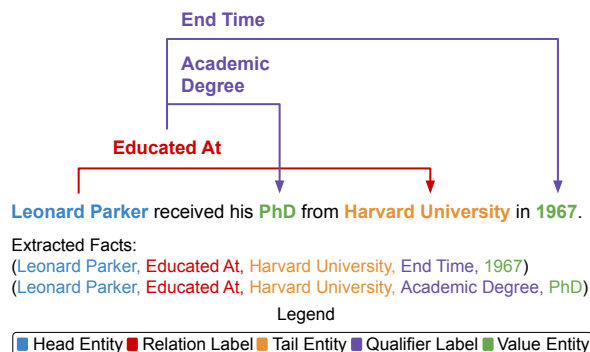 End Time
Academic
Degree
Educated At
Leonard Parker received his PhD from Harvard University in 1967.
Extracted Facts:
(Leonard Parker, Educated At, Harvard University, End Time, 1967)
(Leonard Parker, Educated At, Harvard University, Academic Degree, PhD)
Legend
Head Entity Relation Label Tail Entity Qualifier Label Value Entity